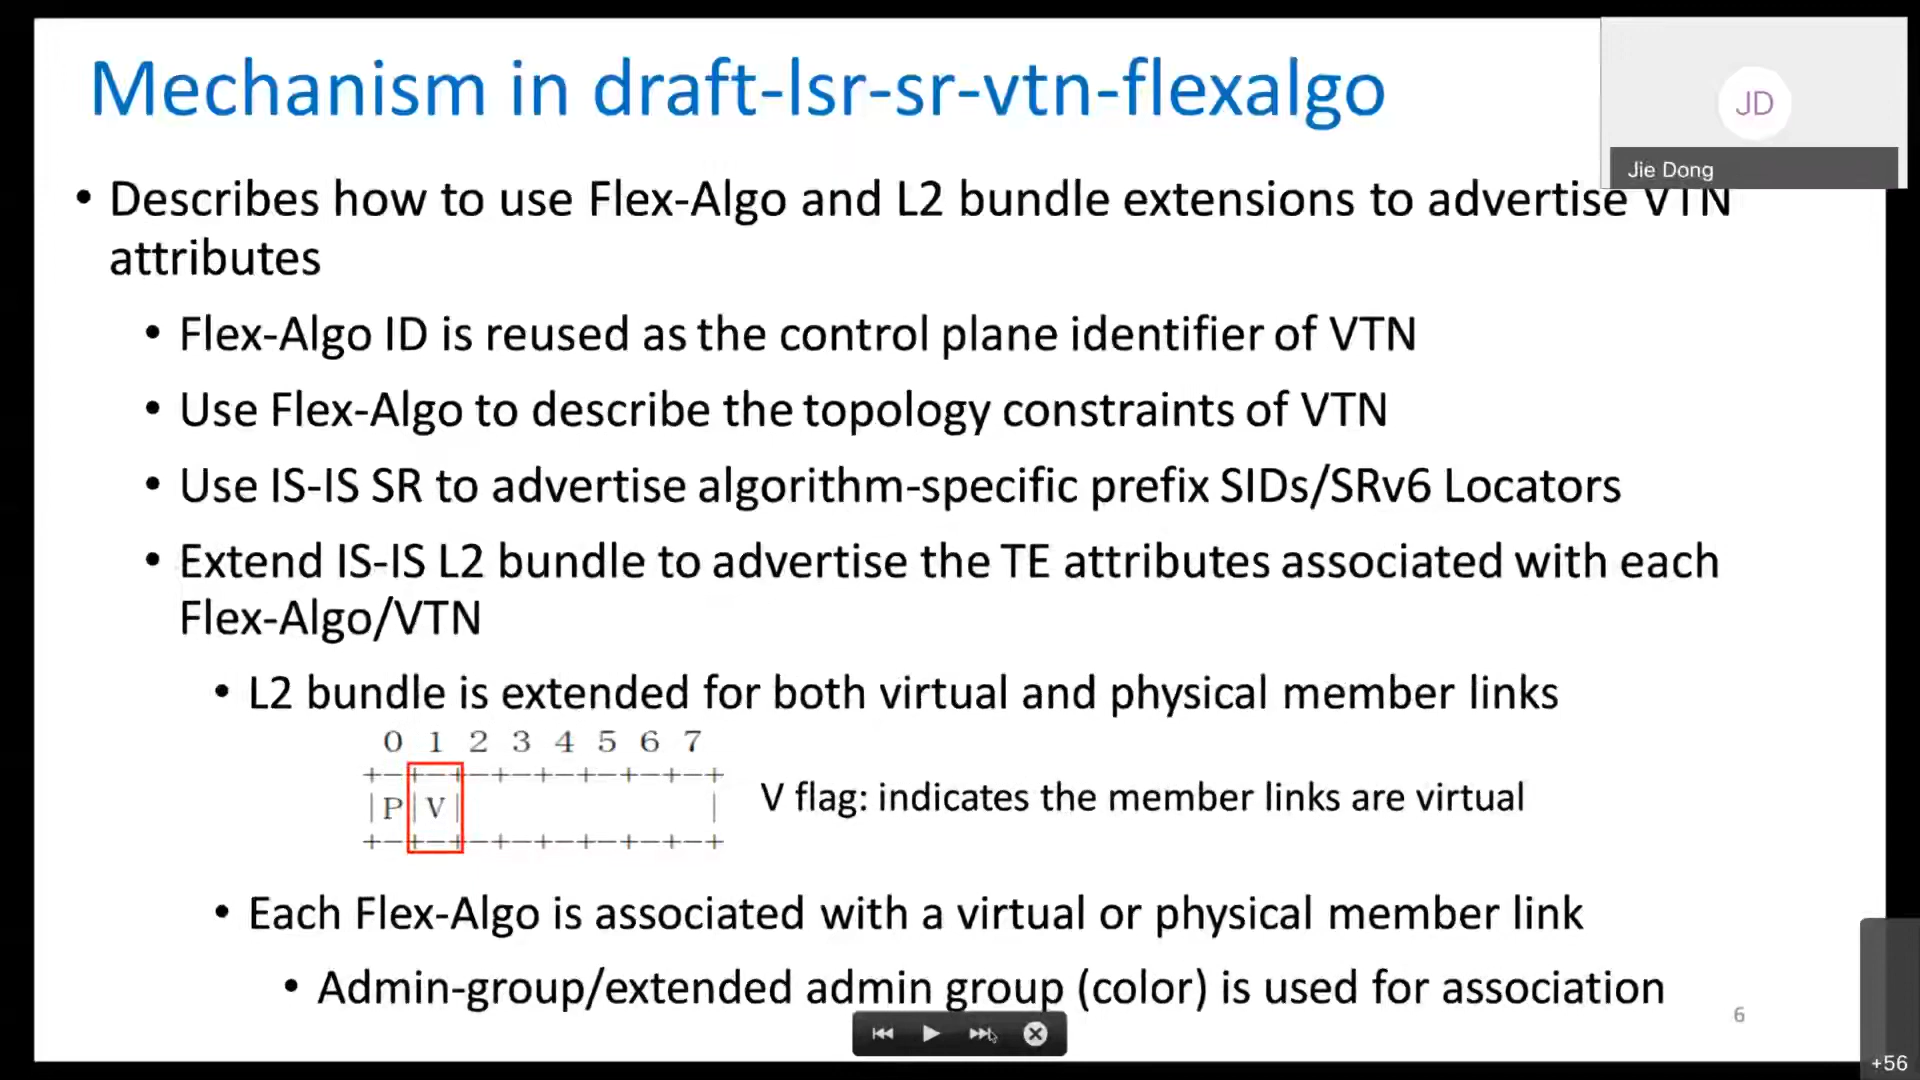 Mechanism in draft-lsr-sr-vtn-flexalgo
JD
Jie Dong
• Describes how to use Flex-Algo and L2 bundle extensions to advertise VTN
attributes
• Flex-Algo ID is reused as the control plane identifier of VTN
• Use Flex-Algo to describe the topology constraints of VTN
• Use IS-IS SR to advertise algorithm-specific prefix SIDs/SRv6 Locators
• Extend IS-IS L2 bundle to advertise the TE attributes associated with each
Flex-Algo/VTN
• L2 bundle is extended for both virtual and physical member links
0 1 2 3 4 5 6 7
+-+-+-+-+-+-+-+-+
|P|V|           |
+-+-+-+-+-+-+-+-+
V flag: indicates the member links are virtual
• Each Flex-Algo is associated with a virtual or physical member link
• Admin-group/extended admin group (color) is used for association
6
+56